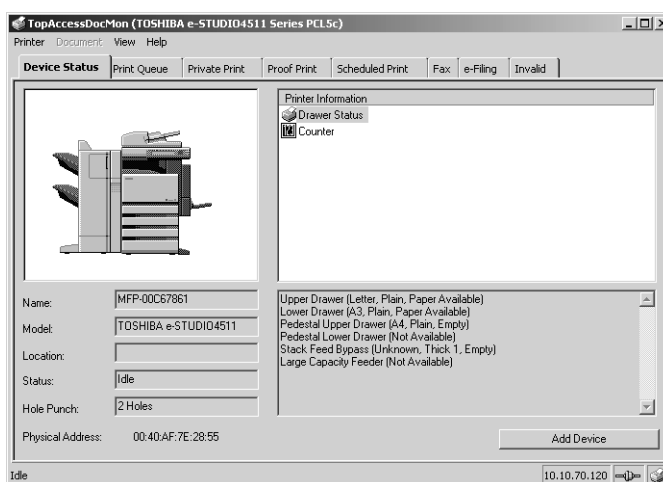 TopAccessDocMon (TOSHIBA e-STUDIO4511 Series PCL5c)
Printer Document View Help
Device Status Print Queue Private Print Proof Print Scheduled Print Fax e-Filing Invalid
Printer Information
Drawer Status
Counter
Name: MFP-00C67861
Model: TOSHIBA e-STUDIO4511
Location:
Status: Idle
Hole Punch: 2 Holes
Physical Address: 00:40:AF:7E:28:55
Upper Drawer (Letter, Plain, Paper Available)
Lower Drawer (A3, Plain, Paper Available)
Pedestal Upper Drawer (A4, Plain, Empty)
Pedestal Lower Drawer (Not Available)
Stack Feed Bypass (Unknown, Thick 1, Empty)
Large Capacity Feeder (Not Available)
Add Device
Idle 10.10.70.120